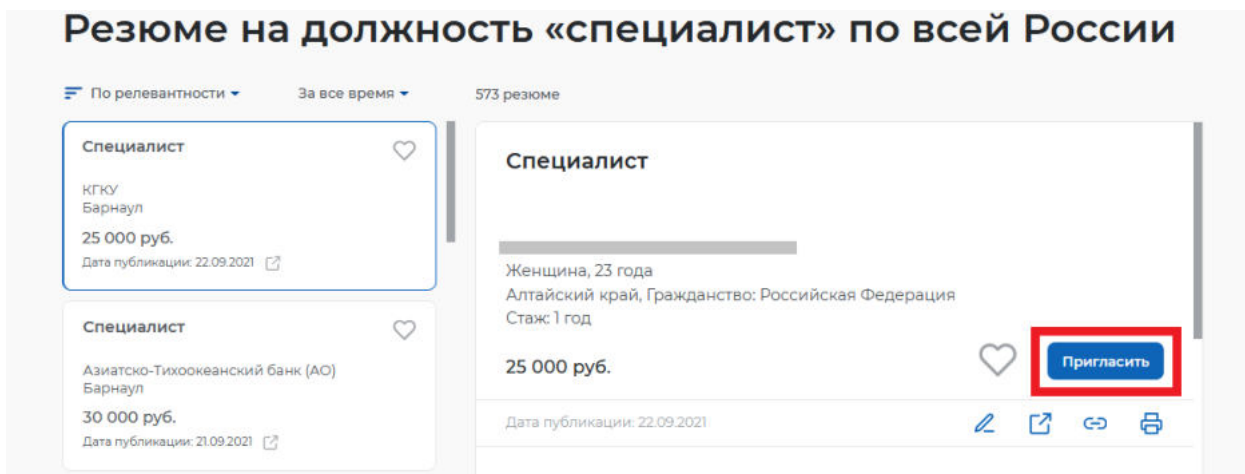 Резюме на должность «специалист» по всей России
По релевантности
За все время
573 резюме
Специалист
КГКУ
Барнаул
25 000 руб.
Дата публикации: 22.09.2021
Специалист
Азиатско-Тихоокеанский банк (АО)
Барнаул
30 000 руб.
Дата публикации: 21.09.2021
Специалист
Женщина, 23 года
Алтайский край, Гражданство: Российская Федерация
Стаж: 1 год
25 000 руб.
Пригласить
Дата публикации: 22.09.2021